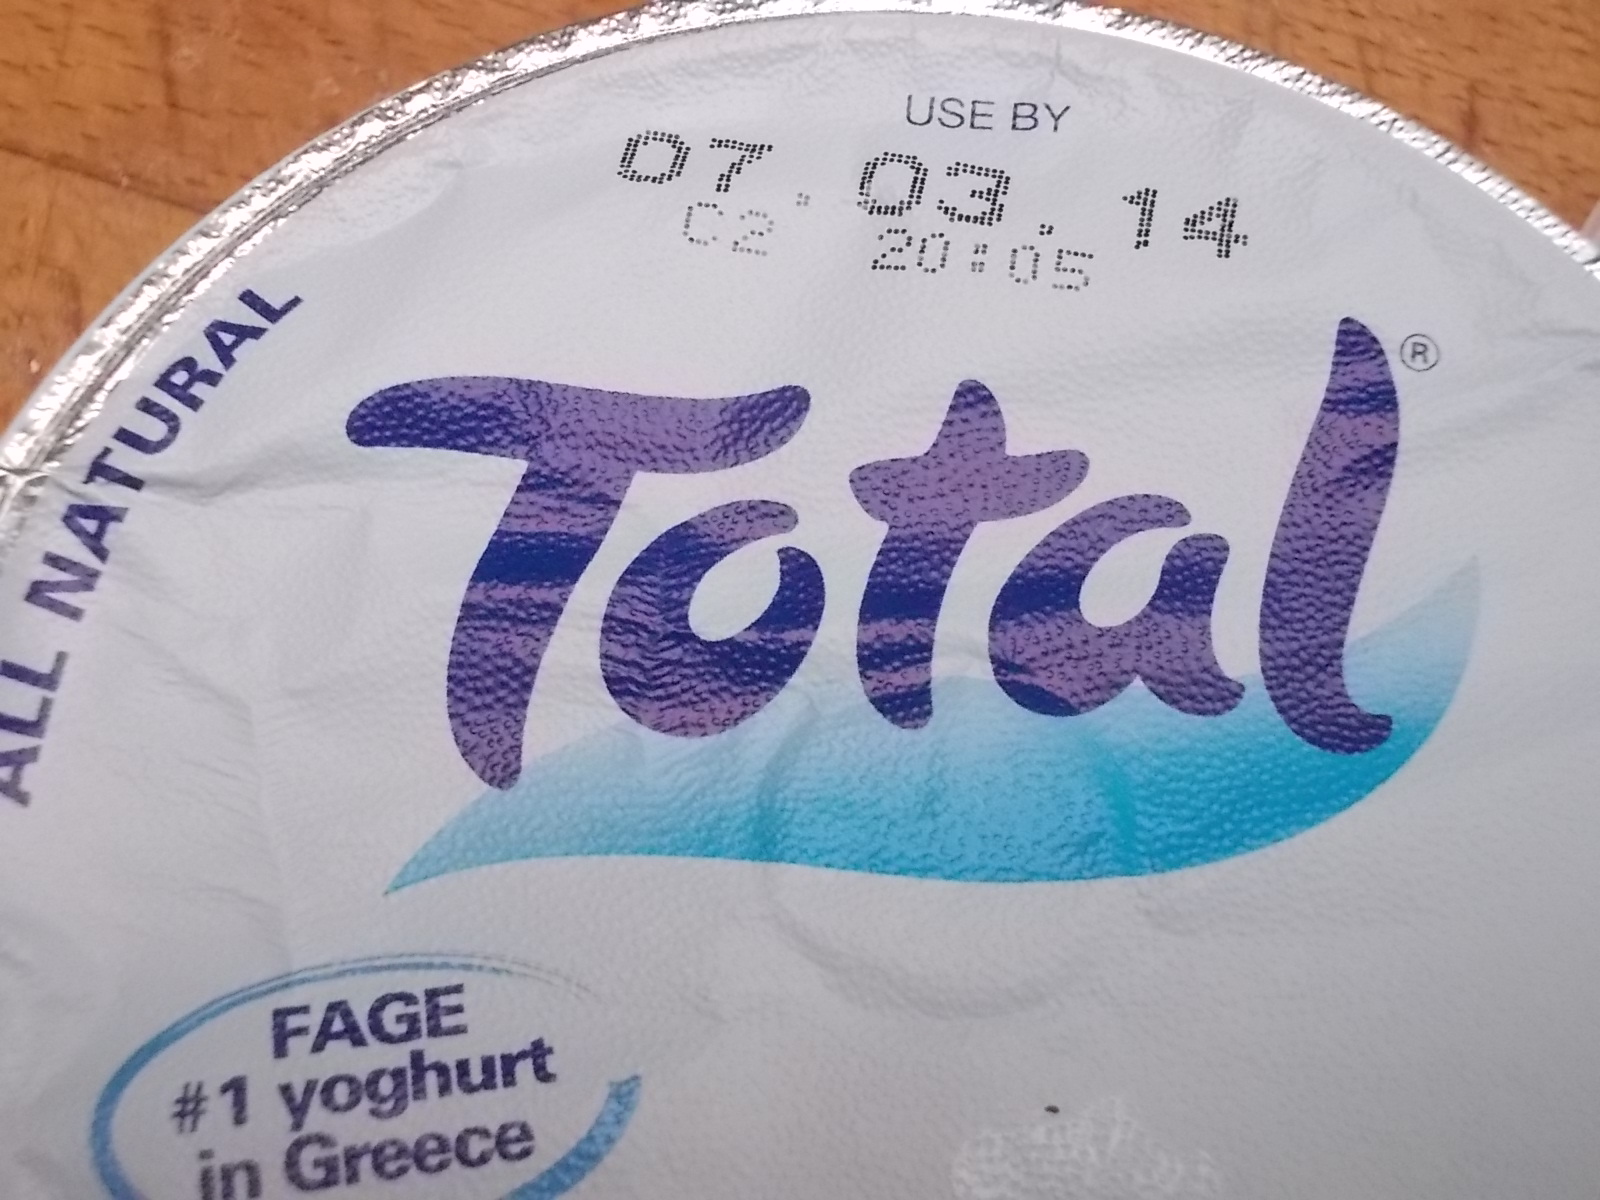 USE BY
07.03.14
C2 20:05
ALL NATURAL
Total®
FAGE
#1 yoghurt
in Greece